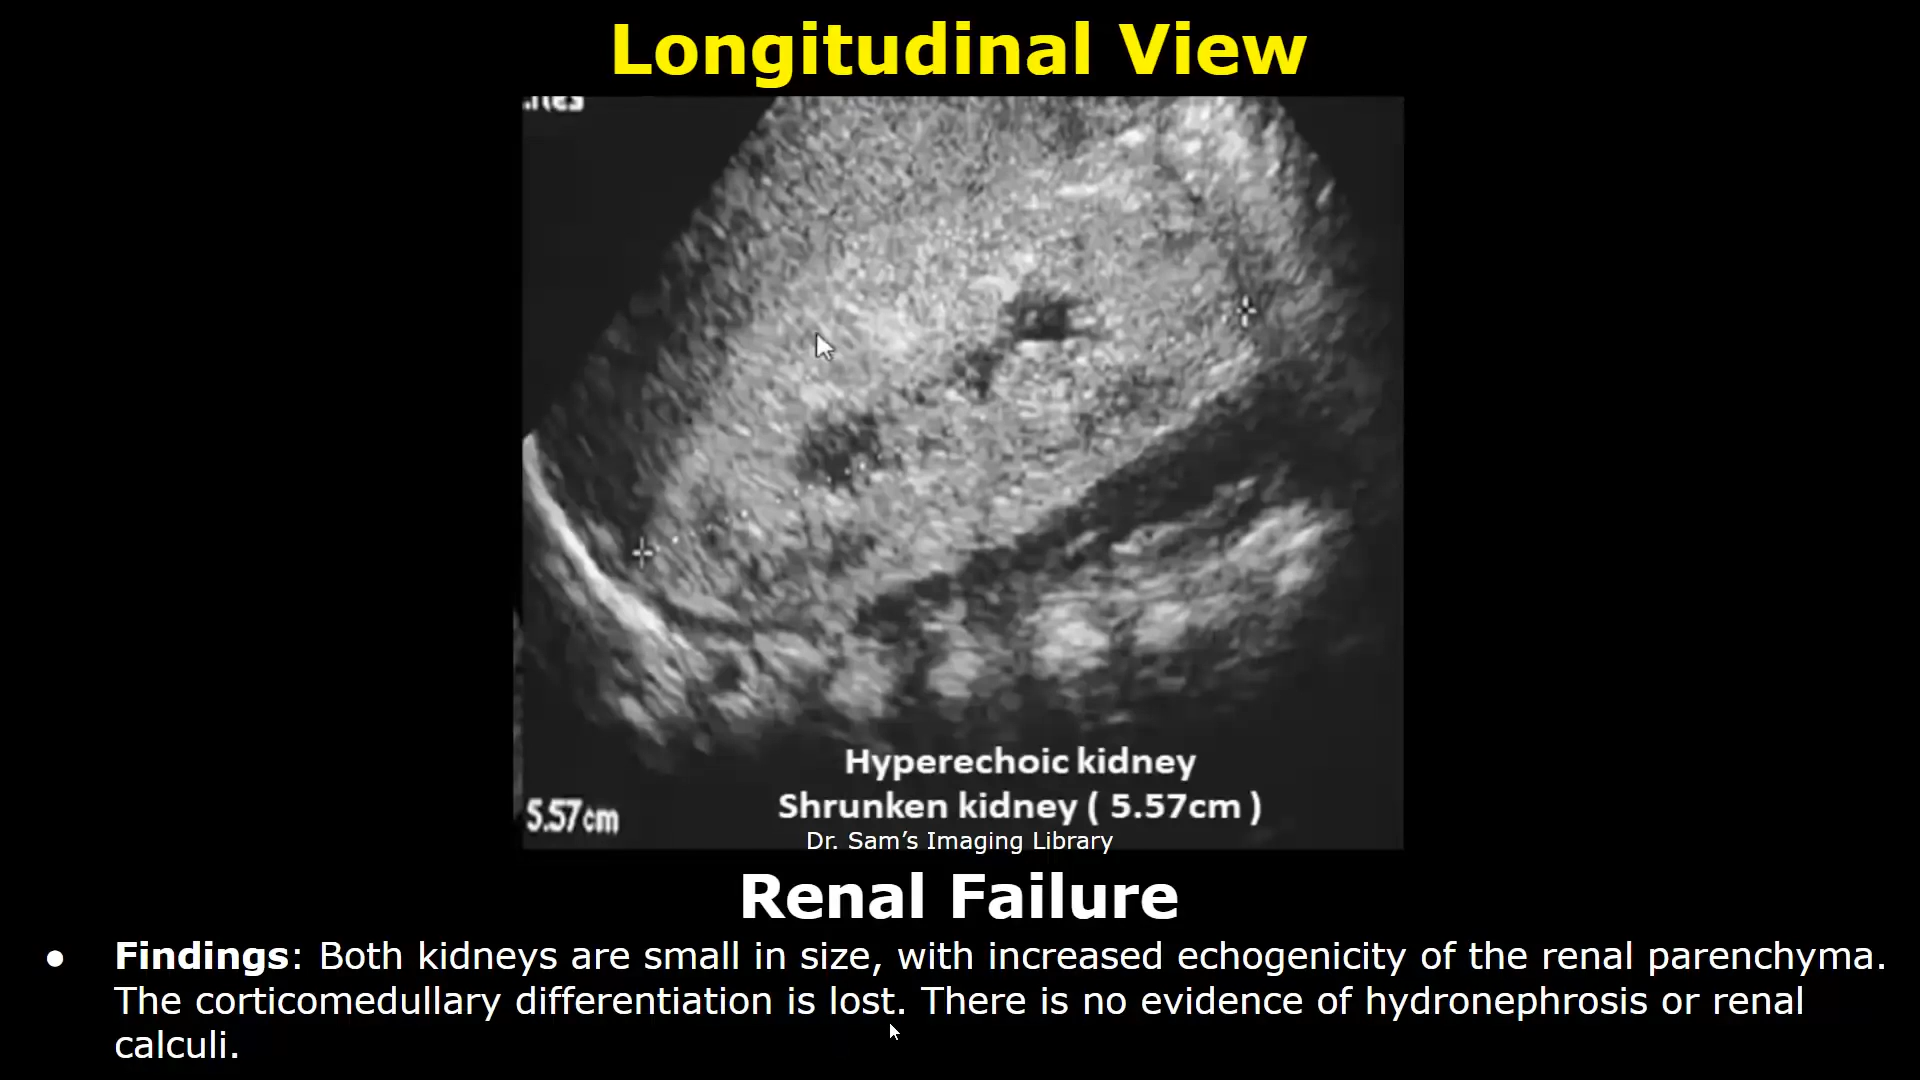 Longitudinal View
5.57cm
Hyperechoic kidney
Shrunken kidney ( 5.57cm )
Dr. Sam’s Imaging Library
Renal Failure
● Findings: Both kidneys are small in size, with increased echogenicity of the renal parenchyma.
The corticomedullary differentiation is lost. There is no evidence of hydronephrosis or renal
calculi.